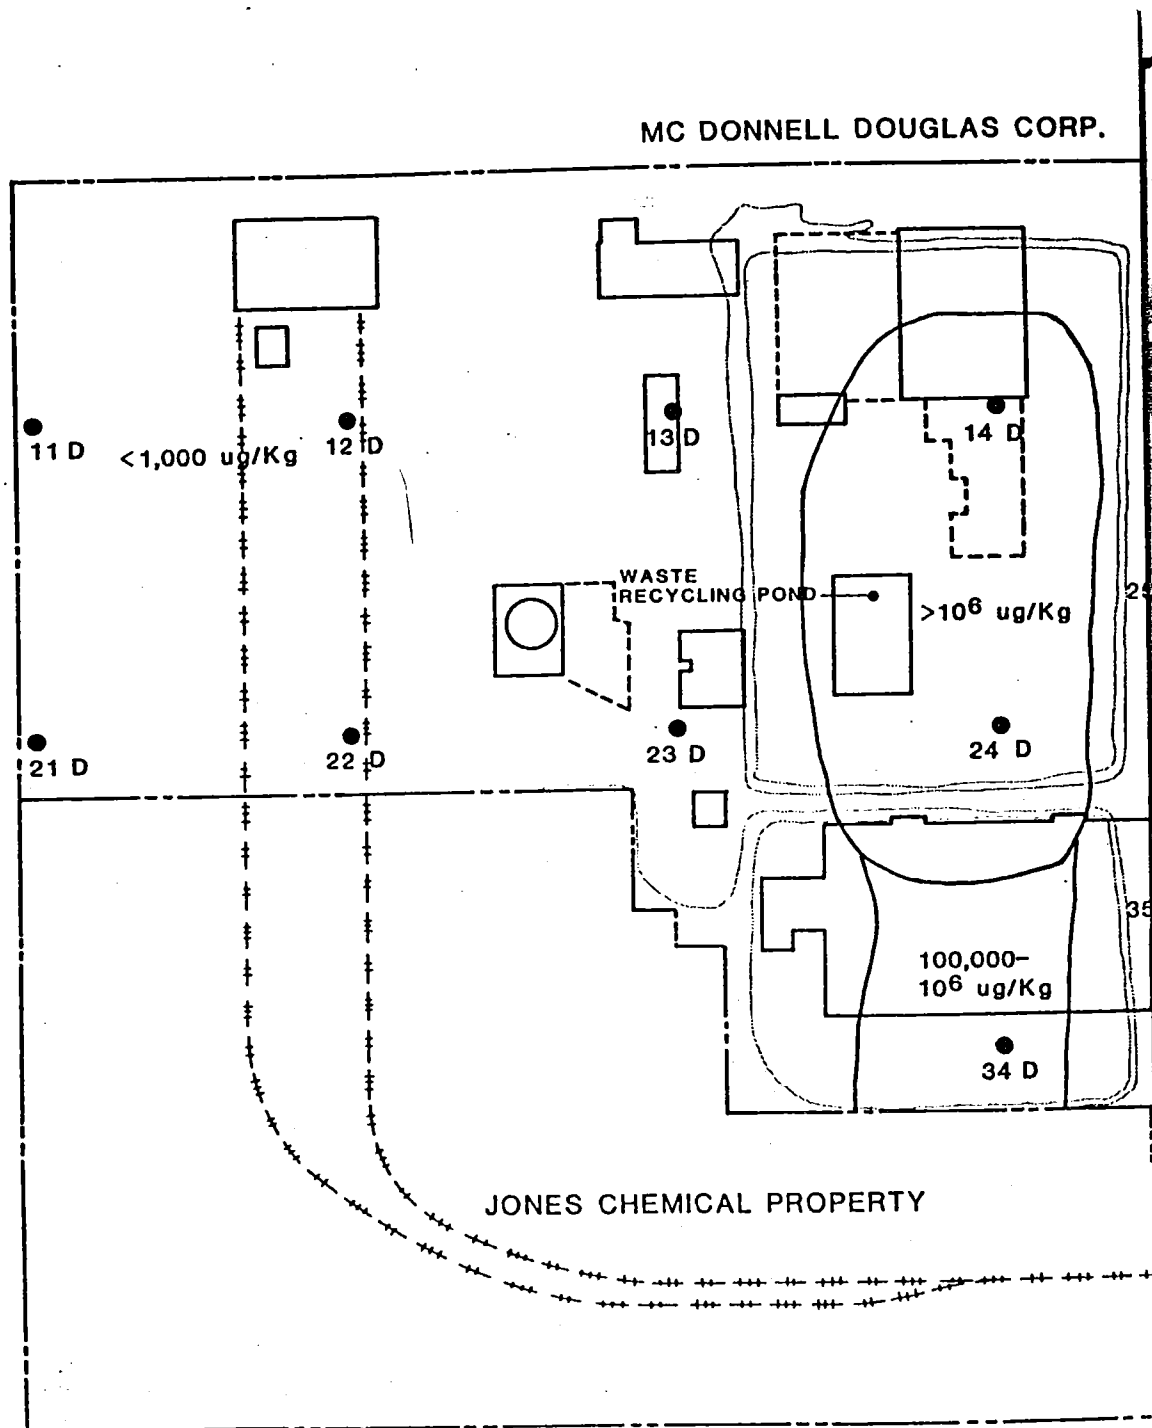 MC DONNELL DOUGLAS CORP.
11 D
<1,000 ug/Kg
12 D
13 D
14 D
WASTE
RECYCLING POND
>10⁶ ug/Kg
21 D
22 D
23 D
24 D
100,000-
10⁶ ug/Kg
34 D
JONES CHEMICAL PROPERTY